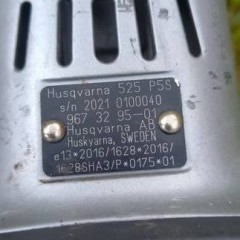 Husqvarna 525 P5S
s/n 2021 0100040
967 32 95-01
Husqvarna AB
Huskvarna, SWEDEN
e13*2016/1628*2016/
1628SHA3/P*0175*01